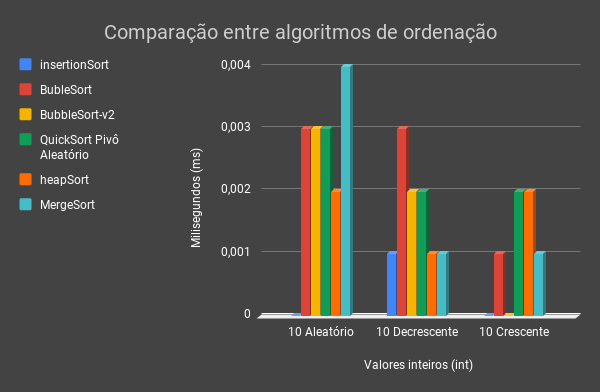 Comparação entre algoritmos de ordenação
insertionSort
BubleSort
BubbleSort-v2
QuickSort Pivô
Aleatório
heapSort
MergeSort
Milisegundos (ms)
0,004
0,003
0,002
0,001
0
10 Aleatório
10 Decrescente
10 Crescente
Valores inteiros (int)